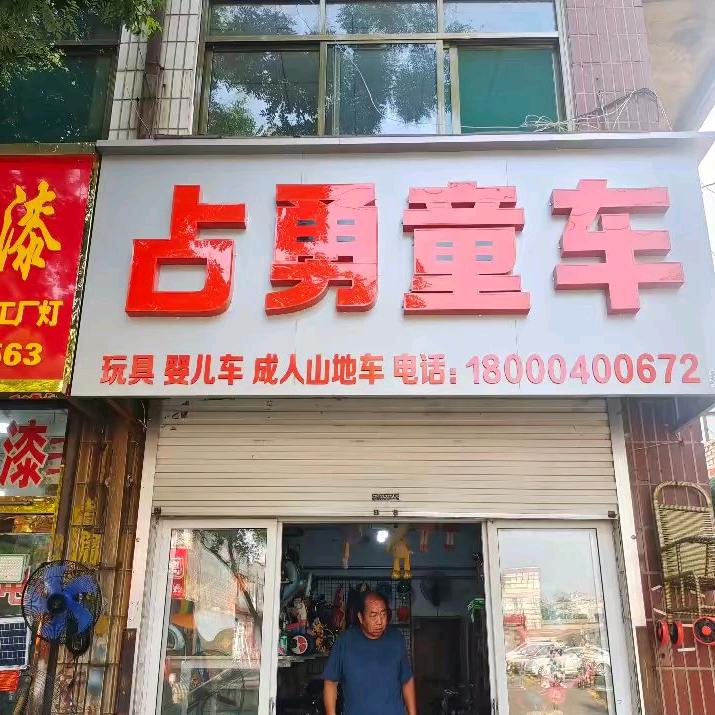 占勇童车
玩具 婴儿车 成人山地车 电话：18000400672
漆
工厂灯
563
漆